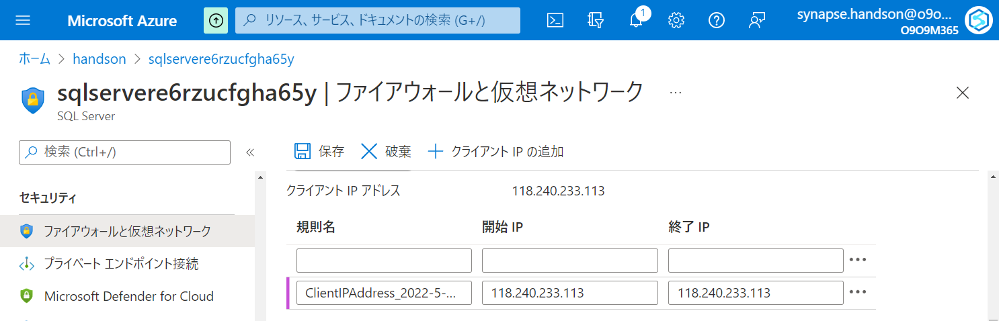 Microsoft Azure
リソース、サービス、ドキュメントの検索 (G+/)
1
synapse.handson@o9o...
O9O9M365
ホーム > handson > sqlservere6rzucfgha65y
sqlservere6rzucfgha65y | ファイアウォールと仮想ネットワーク ...
SQL Server
検索 (Ctrl+/)
«
保存
破棄
クライアント IP の追加
クライアント IP アドレス 118.240.233.113
セキュリティ
ファイアウォールと仮想ネットワーク
プライベート エンドポイント接続
Microsoft Defender for Cloud
規則名 開始 IP 終了 IP
ClientIPAddress_2022-5-... 118.240.233.113 118.240.233.113